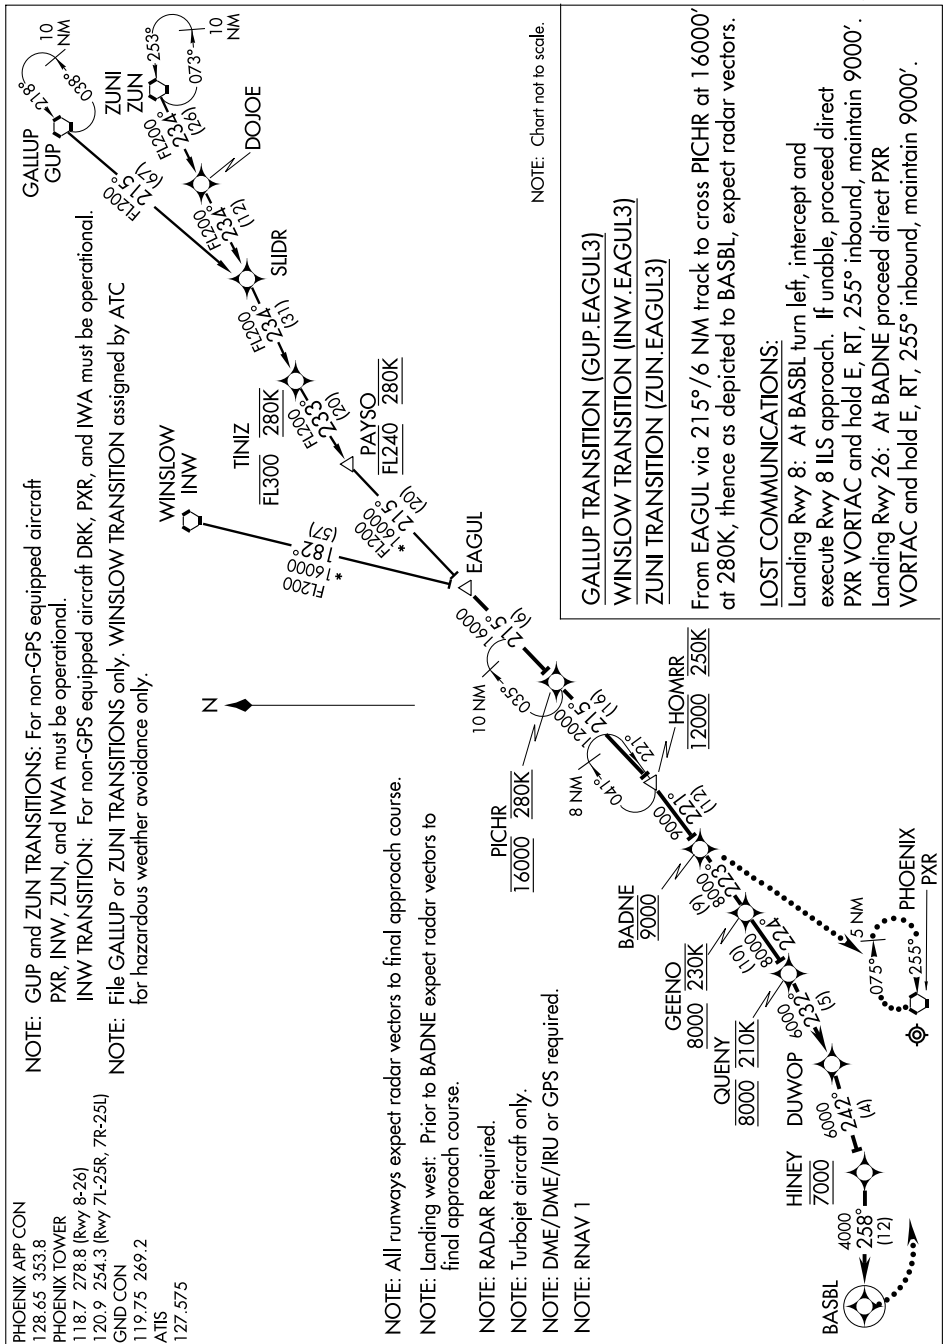 PHOENIX APP CON
128.65 353.8
PHOENIX TOWER
118.7 278.8 (Rwy 8-26)
120.9 254.3 (Rwy 7L-25R, 7R-25L)
GND CON
119.75 269.2
ATIS
127.575
NOTE: GUP and ZUN TRANSITIONS: For non-GPS equipped aircraft
PXR, INW, ZUN, and IWA must be operational.
INW TRANSITION: For non-GPS equipped aircraft DRK, PXR, and IWA must be operational.
NOTE: File GALLUP or ZUNI TRANSITIONS only. WINSLOW TRANSITION assigned by ATC
for hazardous weather avoidance only.
GALLUP
GUP
218°
038°
10
NM
ZUNI
ZUN
253°
073°
10
NM
FL200
215°
(67)
FL200
234°
(26)
DOJOE
FL200
234°
(12)
SLIDR
FL200
234°
(31)
TINIZ
FL300 280K
FL200
233°
(20)
PAYSO
FL240 280K
FL200
*16000
215°
(20)
WINSLOW
INW
FL200
*16000
182°
(57)
EAGUL
N
16000
215°
(6)
10 NM
035°
PICHR
16000 280K
12000
215°
(16)
8 NM
041°
221°
HOMRR
12000 250K
9000
221°
(12)
BADNE
9000
8000
223°
(9)
GEENO
8000 230K
8000
224°
(10)
QUENY
8000 210K
6000
232°
(5)
DUWOP
6000
242°
(4)
HINEY
7000
4000
258°
(12)
BASBL
5 NM
075°
255°
PHOENIX
PXR
NOTE: All runways expect radar vectors to final approach course.
NOTE: Landing west: Prior to BADNE expect radar vectors to
final approach course.
NOTE: RADAR Required.
NOTE: Turbojet aircraft only.
NOTE: DME/DME/IRU or GPS required.
NOTE: RNAV 1
NOTE: Chart not to scale.
GALLUP TRANSITION (GUP.EAGUL3)
WINSLOW TRANSITION (INW.EAGUL3)
ZUNI TRANSITION (ZUN.EAGUL3)
From EAGUL via 215°/6 NM track to cross PICHR at 16000'
at 280K, thence as depicted to BASBL, expect radar vectors.
LOST COMMUNICATIONS:
Landing Rwy 8: At BASBL turn left, intercept and
execute Rwy 8 ILS approach. If unable, proceed direct
PXR VORTAC and hold E, RT, 255° inbound, maintain 9000'.
Landing Rwy 26: At BADNE proceed direct PXR
VORTAC and hold E, RT, 255° inbound, maintain 9000'.